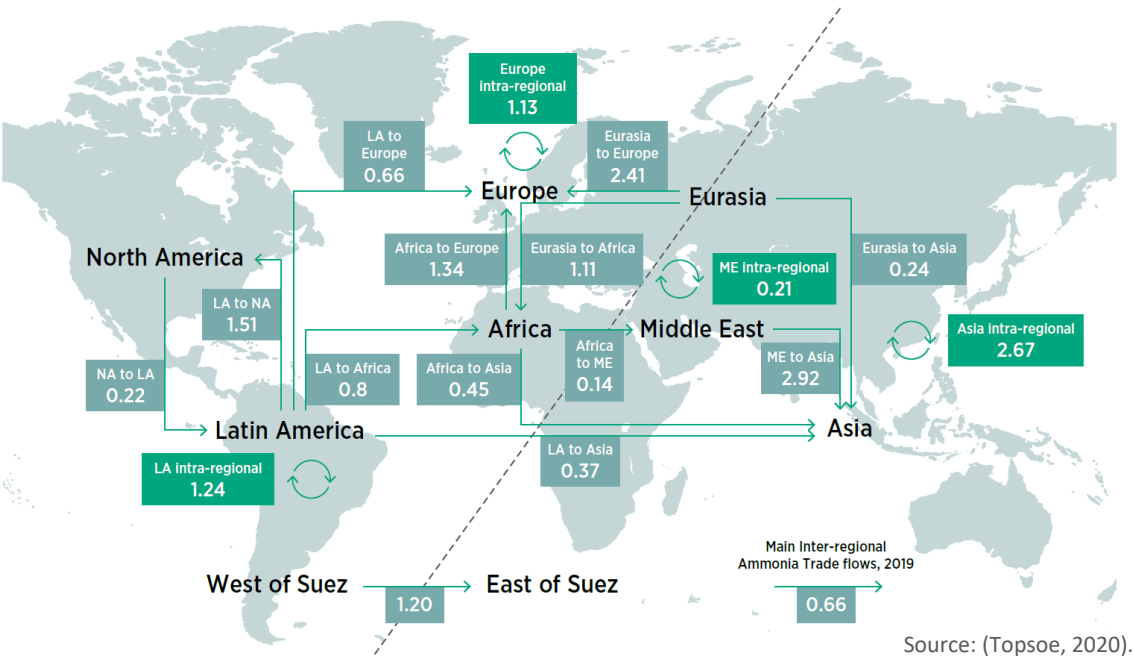 Europe
intra-regional
1.13
LA to
Europe
0.66
Eurasia
to Europe
2.41
Europe
Eurasia
North America
Africa to Europe
1.34
Eurasia to Africa
1.11
ME intra-regional
0.21
Eurasia to Asia
0.24
LA to NA
1.51
Africa
Middle East
Asia intra-regional
2.67
NA to LA
0.22
LA to Africa
0.8
Africa to Asia
0.45
Africa
to ME
0.14
ME to Asia
2.92
Latin America
Asia
LA to Asia
0.37
LA intra-regional
1.24
West of Suez
East of Suez
1.20
Main Inter-regional
Ammonia Trade flows, 2019
0.66
Source: (Topsoe, 2020).